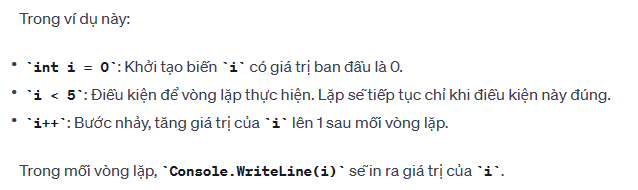 Trong ví dụ này:
• `int i = 0`: Khởi tạo biến `i` có giá trị ban đầu là 0.
• `i < 5`: Điều kiện để vòng lặp thực hiện. Lặp sẽ tiếp tục chỉ khi điều kiện này đúng.
• `i++`: Bước nhảy, tăng giá trị của `i` lên 1 sau mỗi vòng lặp.
Trong mỗi vòng lặp, `Console.WriteLine(i)` sẽ in ra giá trị của `i`.